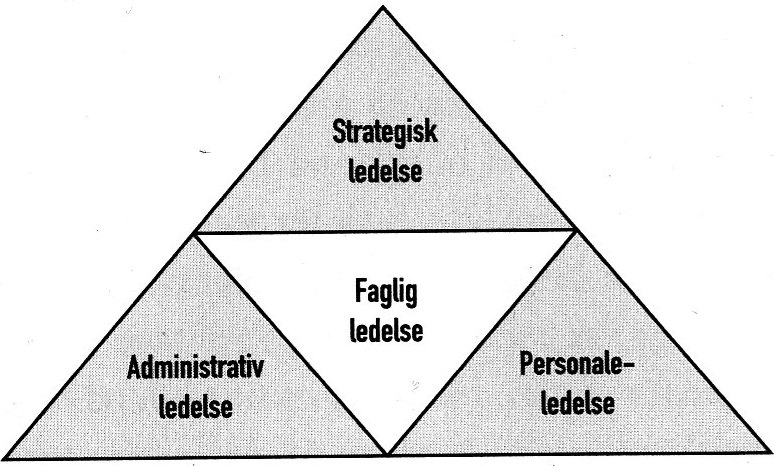 Strategisk
ledelse
Faglig
ledelse
Administrativ
ledelse
Personale-
ledelse